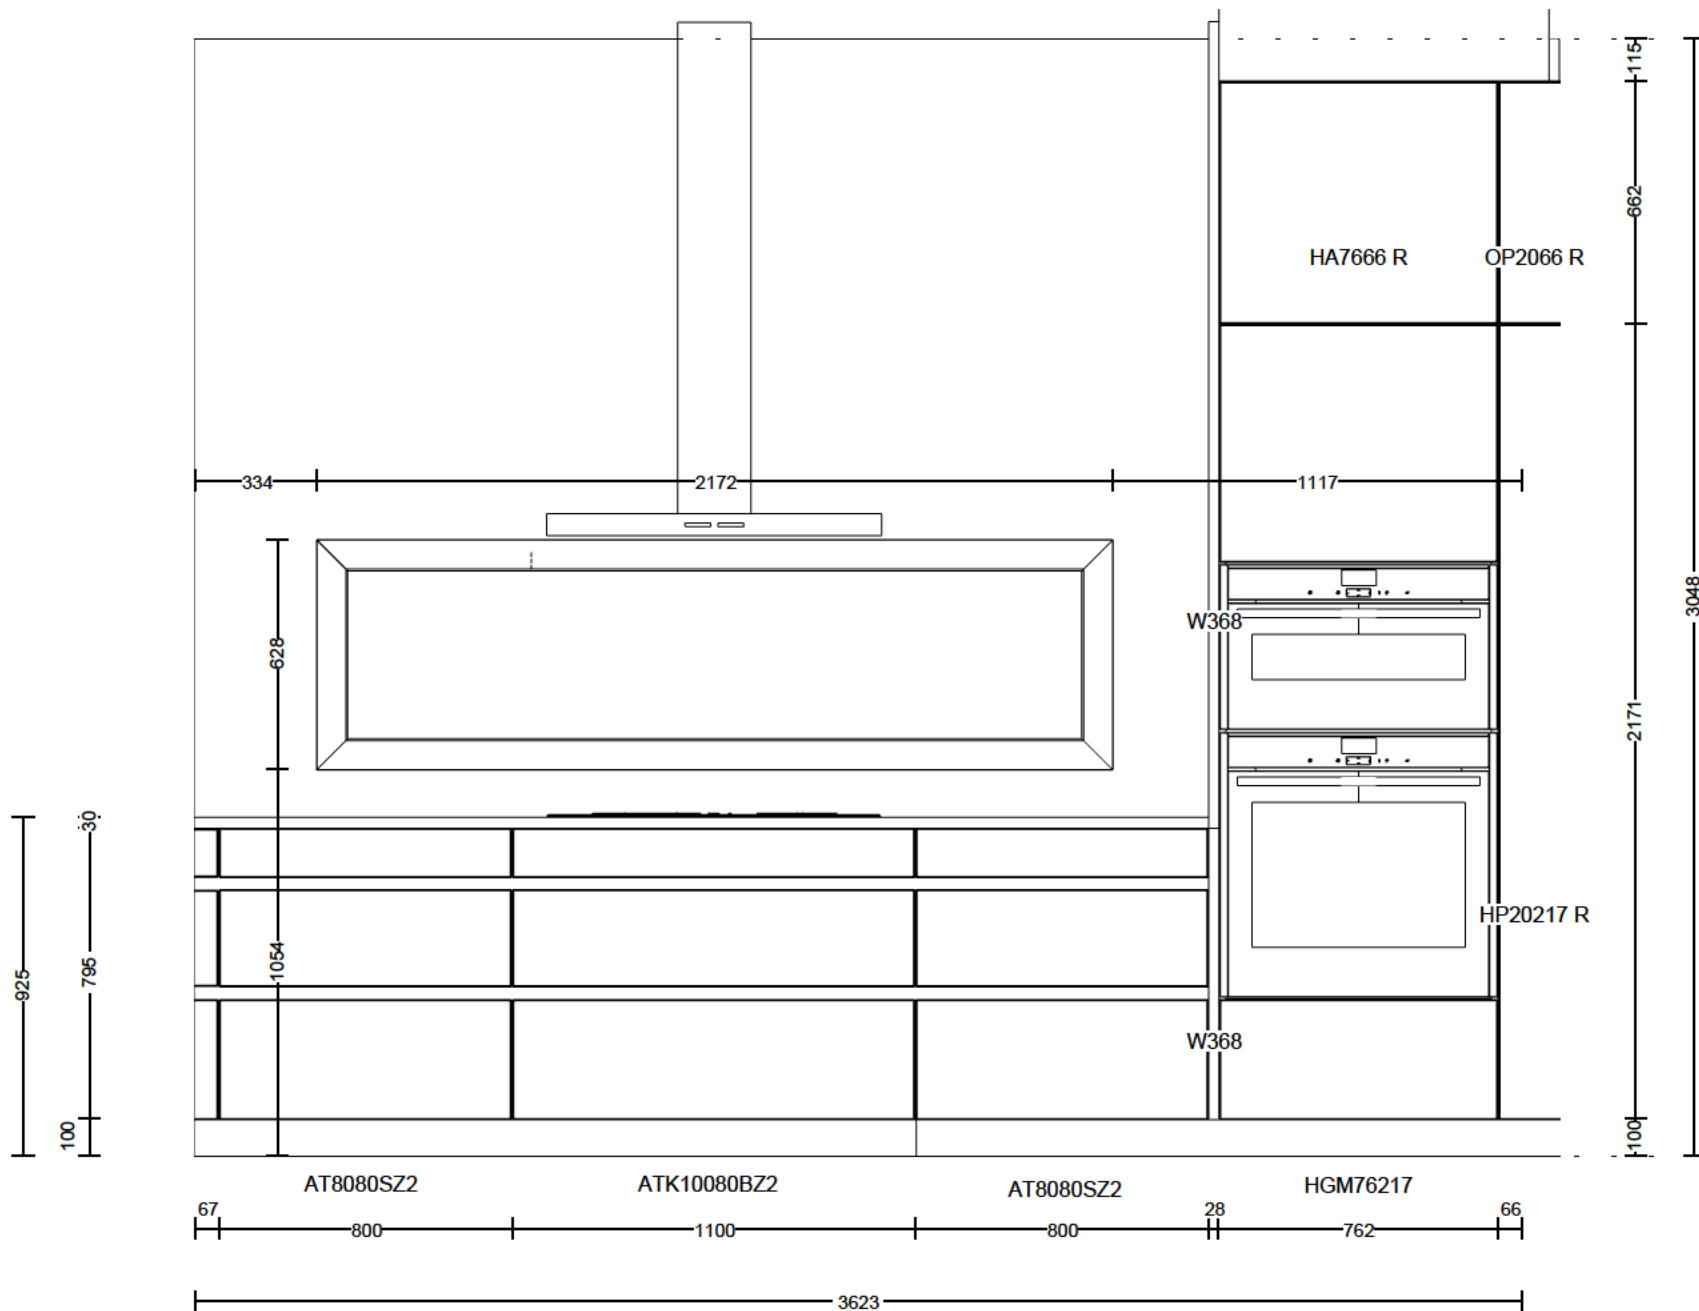 115
662
HA7666 R OP2066 R
334 2172 1117
3048
W368
628
2171
30
HP20217 R
1054
795
925
W368
100 100
AT8080SZ2 ATK10080BZ2 AT8080SZ2 HGM76217
67 28 66
800 1100 800 762
3623